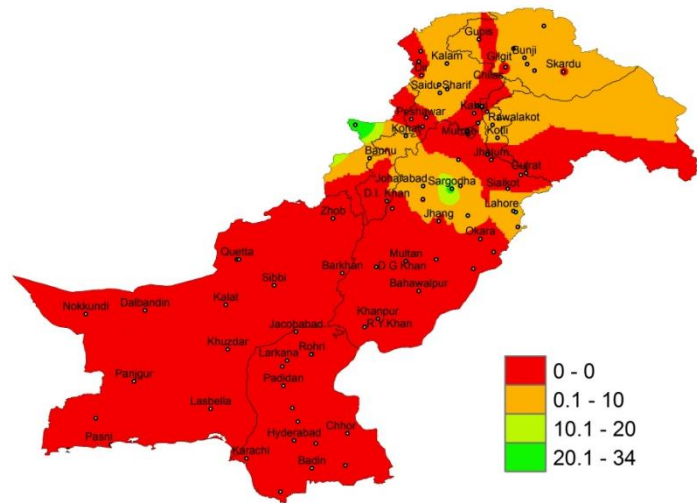 Gupis
Kalam
Gilgit
Bunji
Skardu
Dir
Chilas
Saidu Sharif
Peshawar
Kakul
Rawalakot
Kohat
Murree
Kotli
Bannu
Jhelum
Gujrat
Joharabad
Sargodha
Sialkot
D.I. Khan
Lahore
Zhob
Jhang
Okara
Quetta
Multan
Barkhan
D G Khan
Sibbi
Bahawalpur
Nokkundi
Dalbandin
Kalat
Khanpur
R.Y.Khan
Jacobabad
Khuzdar
Rohri
Larkana
Panjgur
Padidan
Lasbella
Pasni
Chhor
Hyderabad
Karachi
Badin
0 - 0
0.1 - 10
10.1 - 20
20.1 - 34